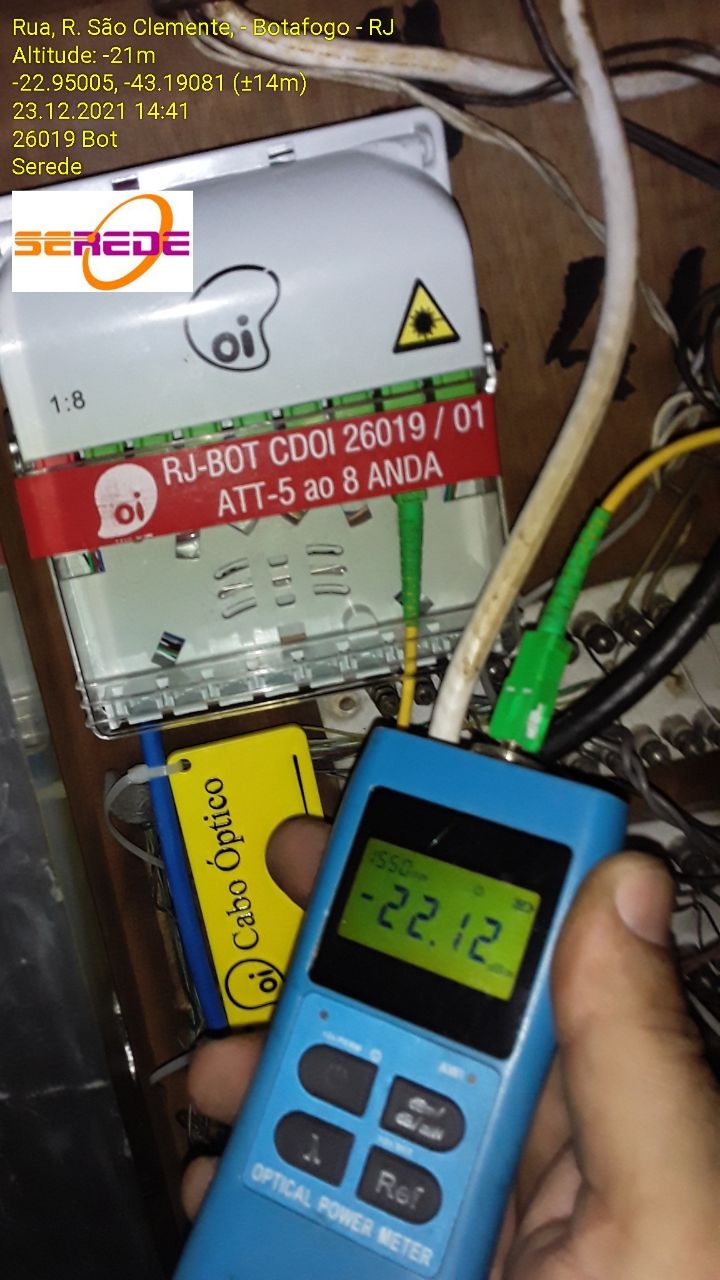 Rua, R. São Clemente, - Botafogo - RJ
Altitude: -21m
-22.95005, -43.19081 (±14m)
23.12.2021 14:41
26019 Bot
Serede
SEREDE
oi
1:8
oi
RJ-BOT CDOI 26019 / 01
ATT-5 ao 8 ANDA
oi
Cabo Óptico
1550nm
-22.12
dBm
λ
Ref
OPTICAL POWER METER